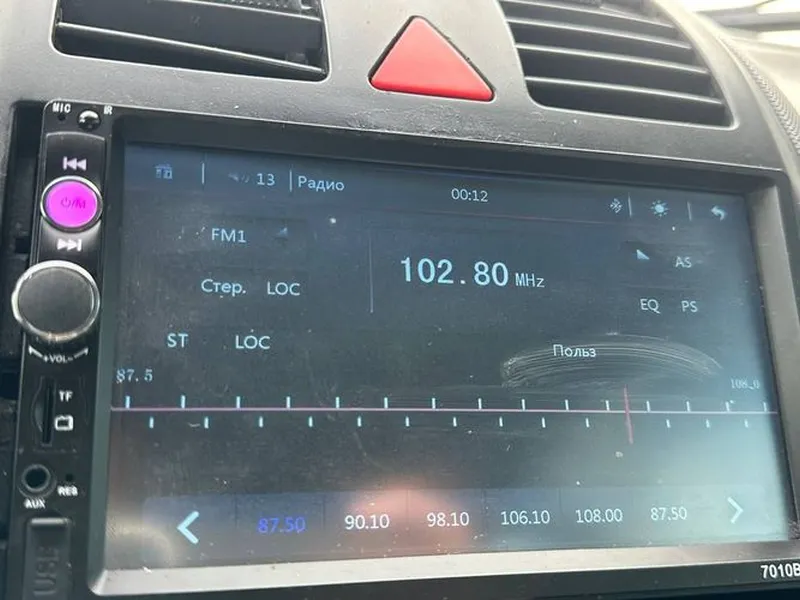 MIC
IR
13 Радио 00:12
⏻/M
FM1
102.80 MHz
AS
Стер. LOC
EQ PS
ST LOC
Польз
+VOL-
87.5
108.0
TF
AUX
RES
87.50 90.10 98.10 106.10 108.00 87.50
USB
7010B